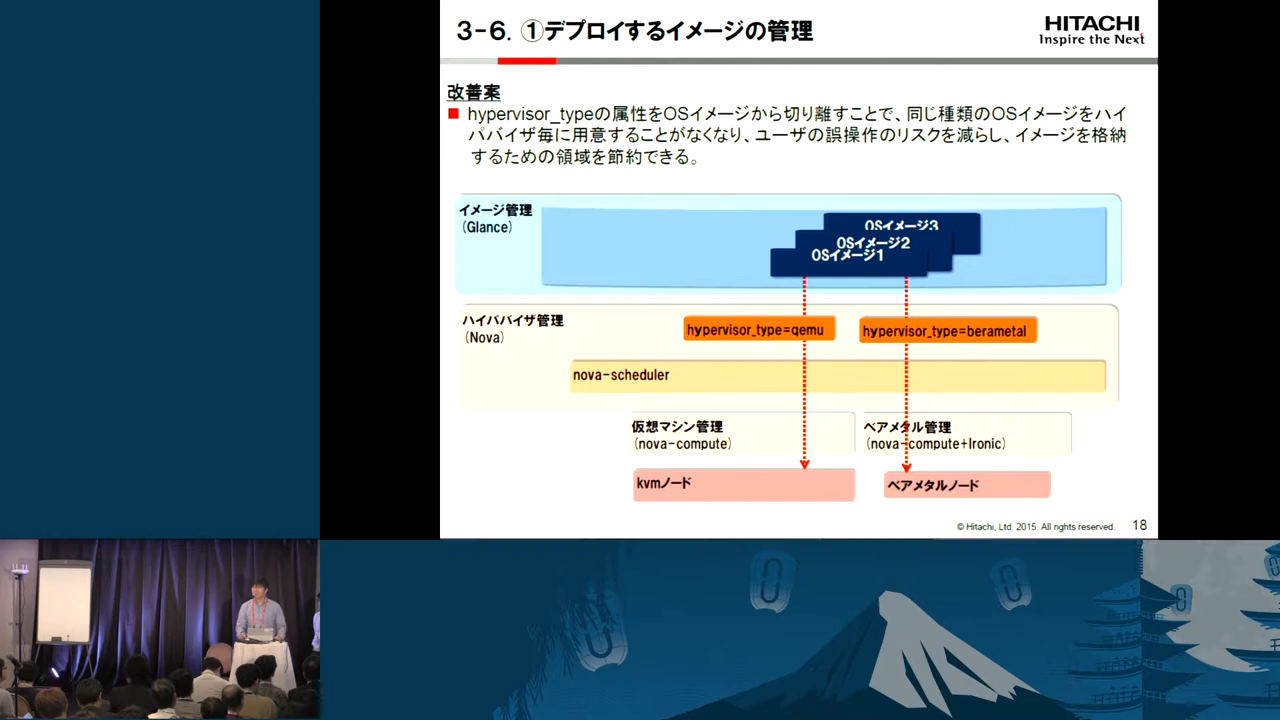 3-6. ①デプロイするイメージの管理
HITACHI
Inspire the Next
改善案
hypervisor_typeの属性をOSイメージから切り離すことで、同じ種類のOSイメージをハイ
パバイザ毎に用意することがなくなり、ユーザの誤操作のリスクを減らし、イメージを格納
するための領域を節約できる。
イメージ管理
(Glance)
OSイメージ3
OSイメージ2
OSイメージ1
ハイパバイザ管理
(Nova)
hypervisor_type=qemu
hypervisor_type=berametal
nova-scheduler
仮想マシン管理
(nova-compute)
ベアメタル管理
(nova-compute+Ironic)
kvmノード
ベアメタルノード
© Hitachi, Ltd. 2015. All rights reserved.
18